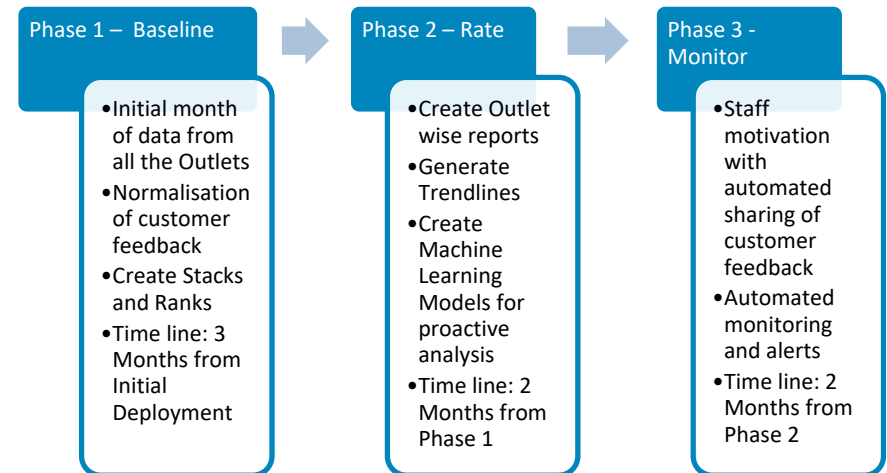 Phase 1 – Baseline
•Initial month
of data from
all the Outlets
•Normalisation
of customer
feedback
•Create Stacks
and Ranks
•Time line: 3
Months from
Initial
Deployment
Phase 2 – Rate
•Create Outlet
wise reports
•Generate
Trendlines
•Create
Machine
Learning
Models for
proactive
analysis
•Time line: 2
Months from
Phase 1
Phase 3 -
Monitor
•Staff
motivation
with
automated
sharing of
customer
feedback
•Automated
monitoring
and alerts
•Time line: 2
Months from
Phase 2